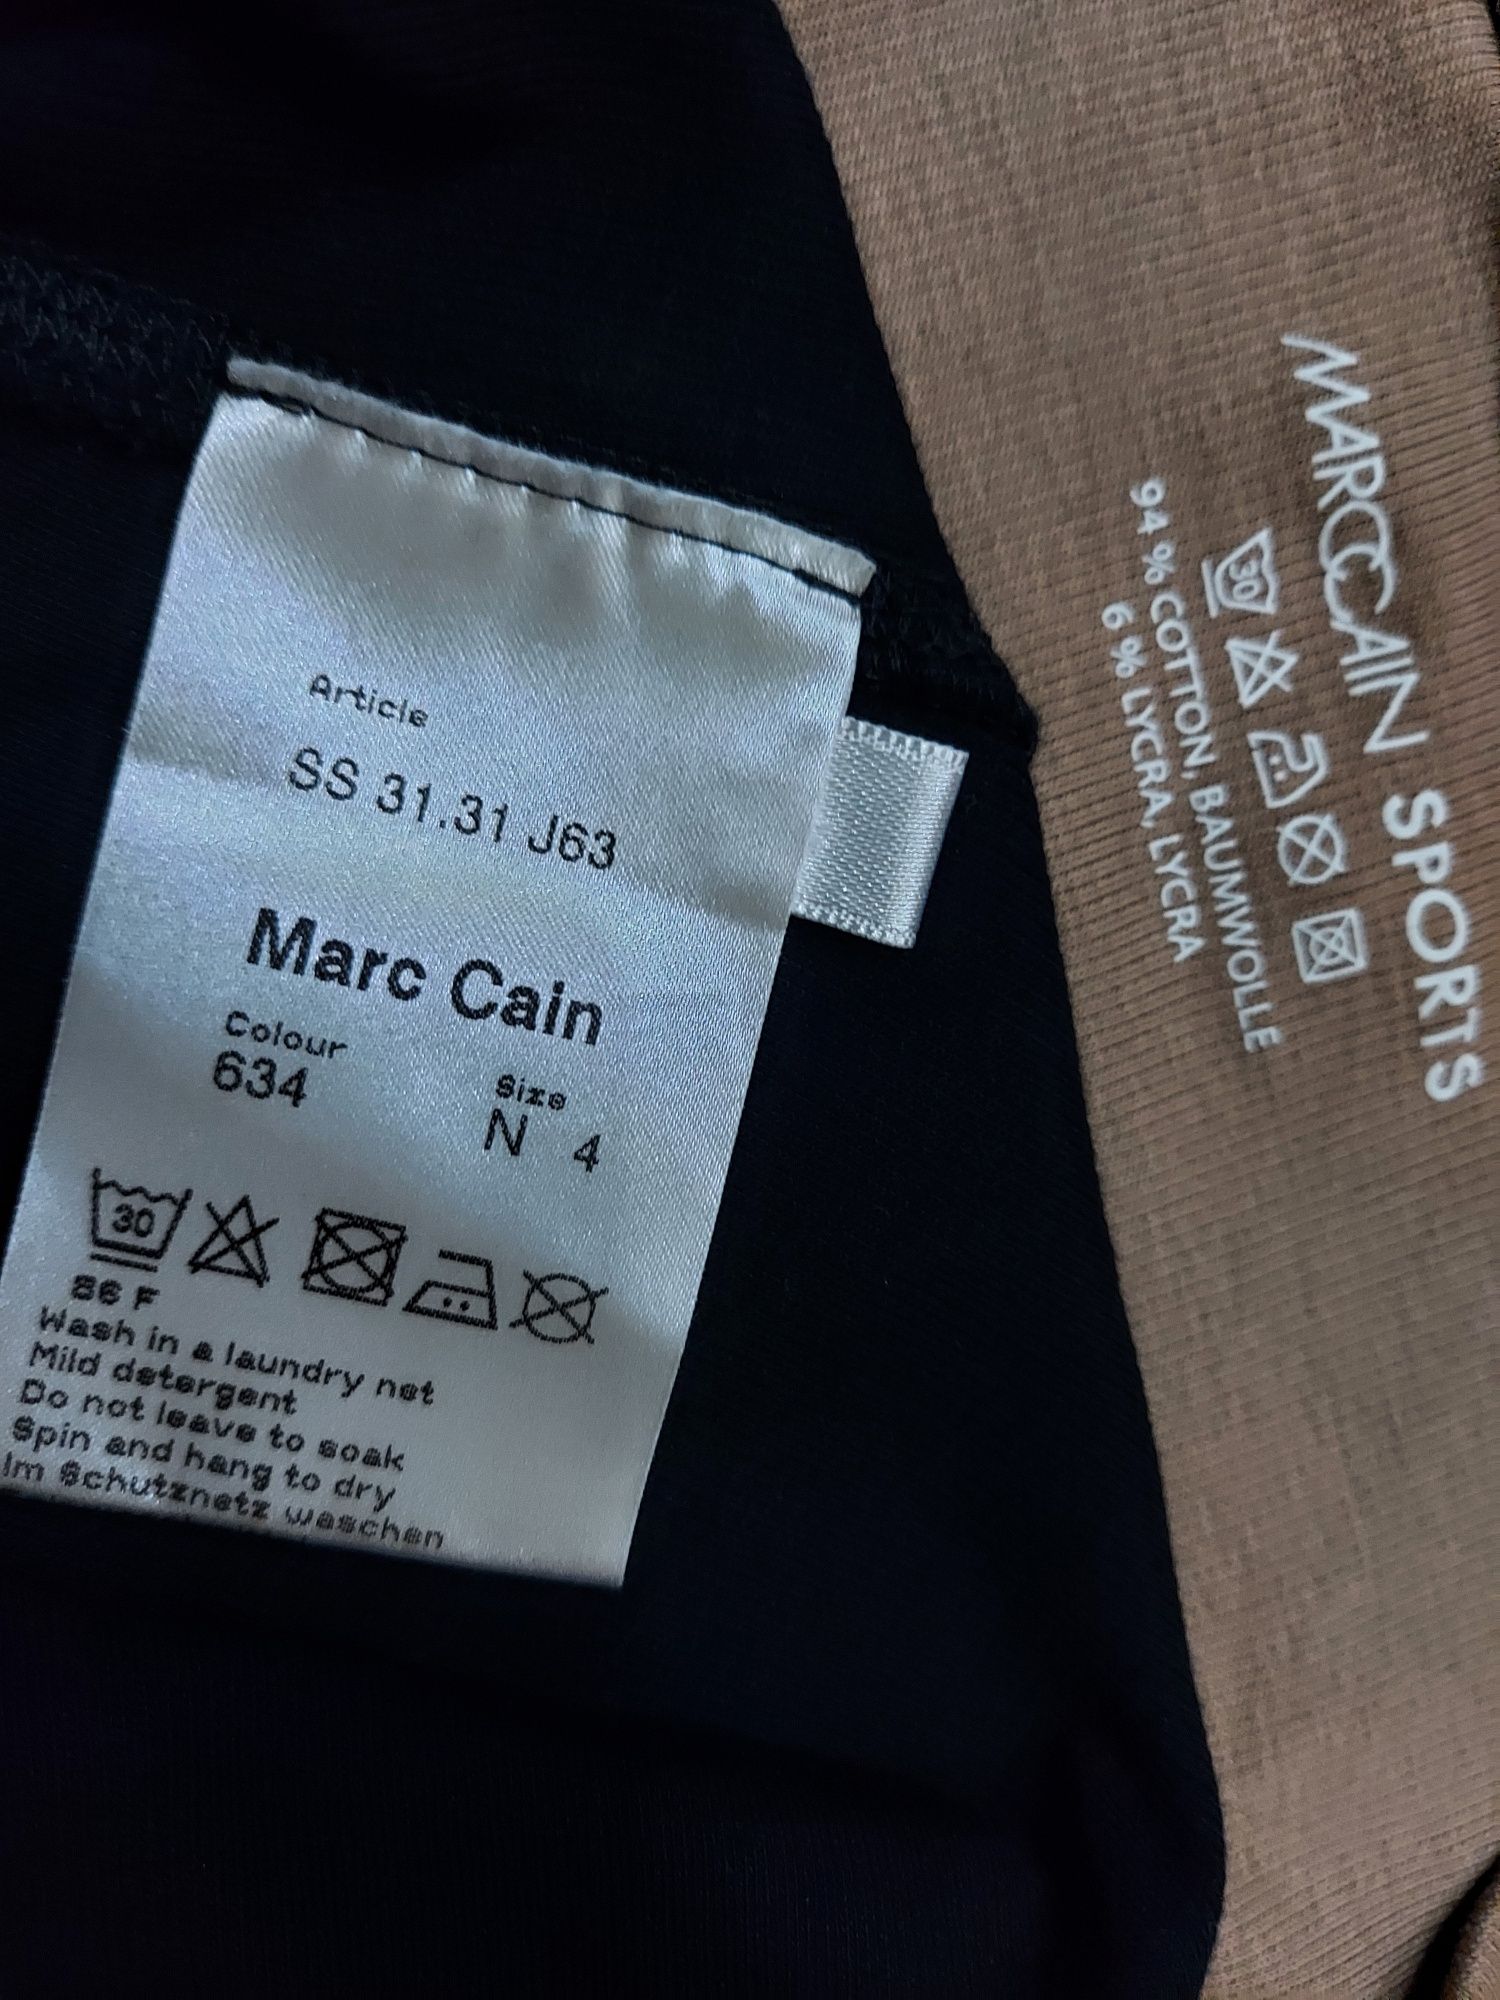 Article
SS 31.31 J63
Marc Cain
Colour
634
Size
N 4
30
86 F
Wash in a laundry net
Mild detergent
Do not leave to soak
Spin and hang to dry
Im Schutznetz waschen
MARCCAIN SPORTS
30
94 % COTTON, BAUMWOLLE
6 % LYCRA, LYCRA